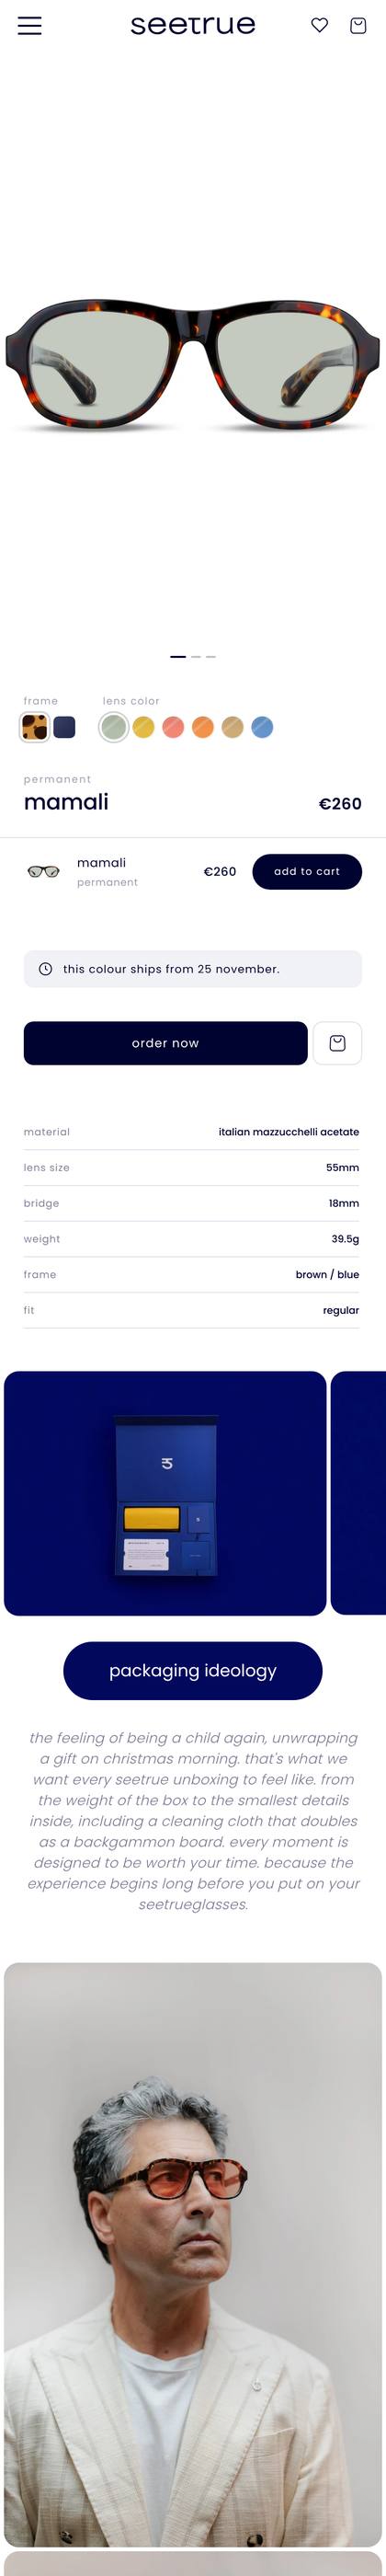 seetrue
frame
lens color
permanent
mamali
€260
mamali
permanent
€260
add to cart
this colour ships from 25 november.
order now
material
italian mazzucchelli acetate
lens size
55mm
bridge
18mm
weight
39.5g
frame
brown / blue
fit
regular
packaging ideology
the feeling of being a child again, unwrapping
a gift on christmas morning. that's what we
want every seetrue unboxing to feel like. from
the weight of the box to the smallest details
inside, including a cleaning cloth that doubles
as a backgammon board. every moment is
designed to be worth your time. because the
experience begins long before you put on your
seetrueglasses.